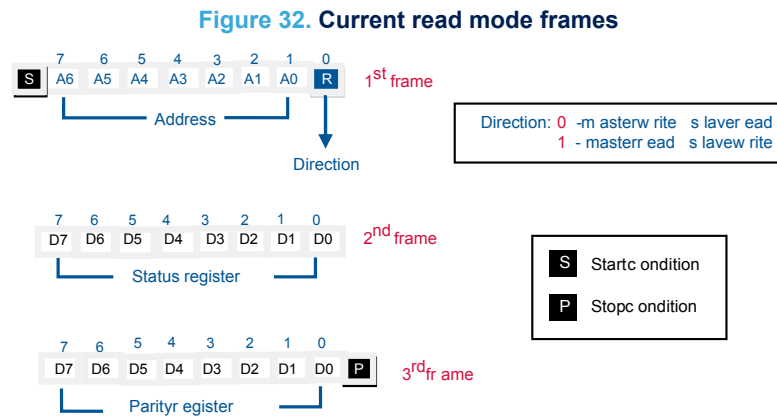 Figure 32. Current read mode frames
7 6 5 4 3 2 1 0
S A6 A5 A4 A3 A2 A1 A0 R 1st frame
Address
Direction
Direction: 0 -m asterw rite s laver ead
1 - masterr ead s lavew rite
7 6 5 4 3 2 1 0
D7 D6 D5 D4 D3 D2 D1 D0 2nd frame
Status register
S Startc ondition
P Stopc ondition
7 6 5 4 3 2 1 0
D7 D6 D5 D4 D3 D2 D1 D0 P 3rd fr ame
Parityr egister